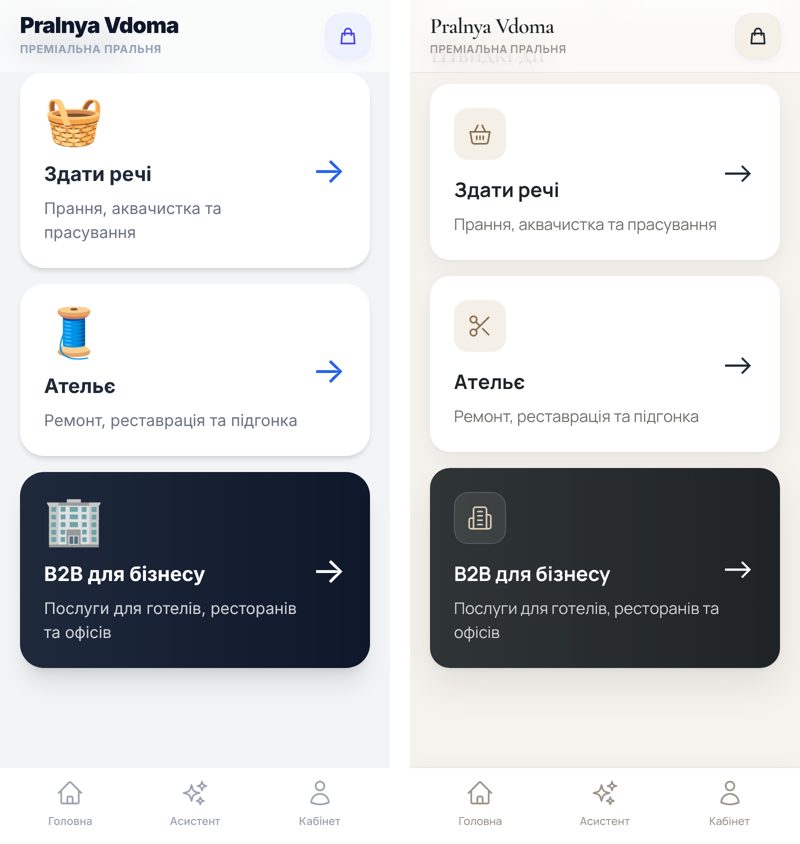 Pralnya Vdoma
ПРЕМІАЛЬНА ПРАЛЬНЯ
Здати речі
Прання, аквачистка та
прасування
Ательє
Ремонт, реставрація та підгонка
B2B для бізнесу
Послуги для готелів, ресторанів
та офісів
Головна
Асистент
Кабінет
Pralnya Vdoma
ПРЕМІАЛЬНА ПРАЛЬНЯ
Здати речі
Прання, аквачистка та прасування
Ательє
Ремонт, реставрація та підгонка
B2B для бізнесу
Послуги для готелів, ресторанів та
офісів
Головна
Асистент
Кабінет